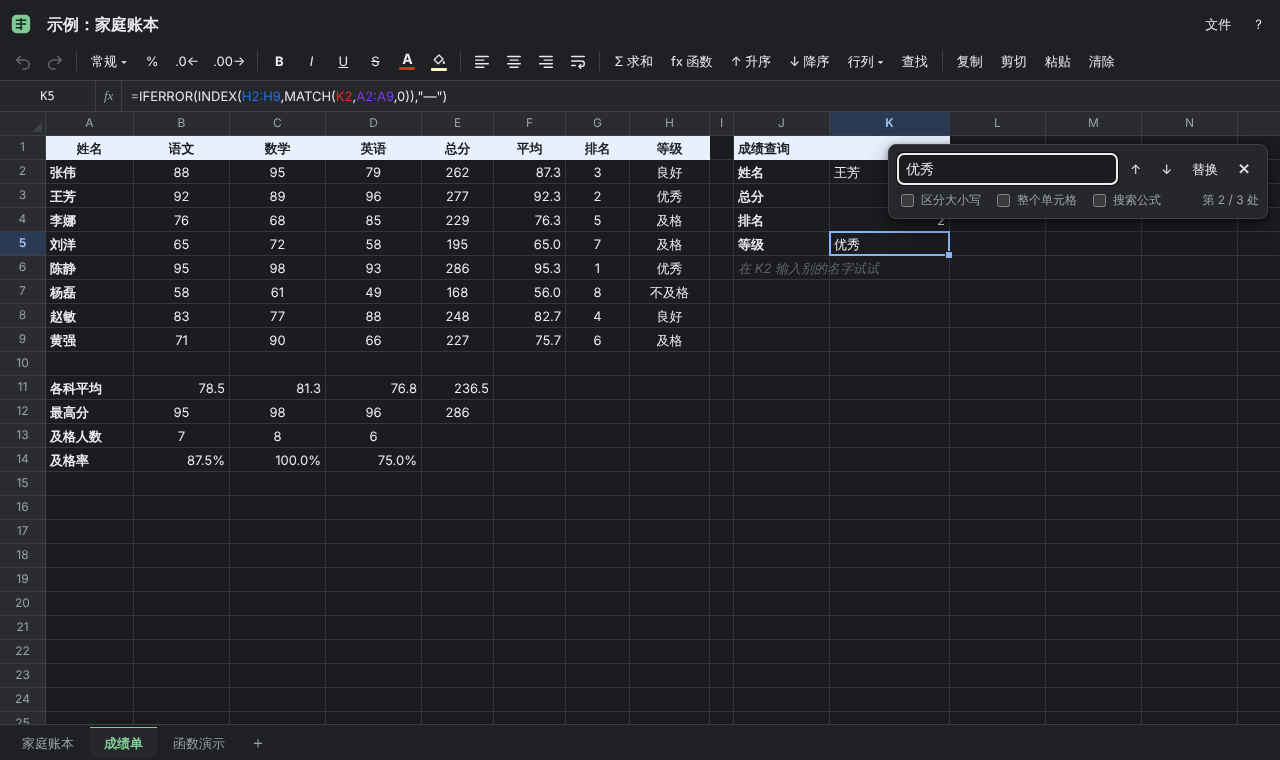 示例：家庭账本 文件 ?
常规 % .0← .00→ B I U S A Σ 求和 fx 函数 ↑ 升序 ↓ 降序 行列 查找 复制 剪切 粘贴 清除
K5 fx =IFERROR(INDEX(H2:H9,MATCH(K2,A2:A9,0)),"—")
A B C D E F G H I J K L M N
1 姓名 语文 数学 英语 总分 平均 排名 等级 成绩查询
优秀 ↑ ↓ 替换 ✕
区分大小写 整个单元格 搜索公式 第 2 / 3 处
2 张伟 88 95 79 262 87.3 3 良好 姓名 王芳
3 王芳 92 89 96 277 92.3 2 优秀 总分
4 李娜 76 68 85 229 76.3 5 及格 排名 2
5 刘洋 65 72 58 195 65.0 7 及格 等级 优秀
6 陈静 95 98 93 286 95.3 1 优秀 在 K2 输入别的名字试试
7 杨磊 58 61 49 168 56.0 8 不及格
8 赵敏 83 77 88 248 82.7 4 良好
9 黄强 71 90 66 227 75.7 6 及格
10
11 各科平均 78.5 81.3 76.8 236.5
12 最高分 95 98 96 286
13 及格人数 7 8 6
14 及格率 87.5% 100.0% 75.0%
15
16
17
18
19
20
21
22
23
24
25
家庭账本 成绩单 函数演示 +